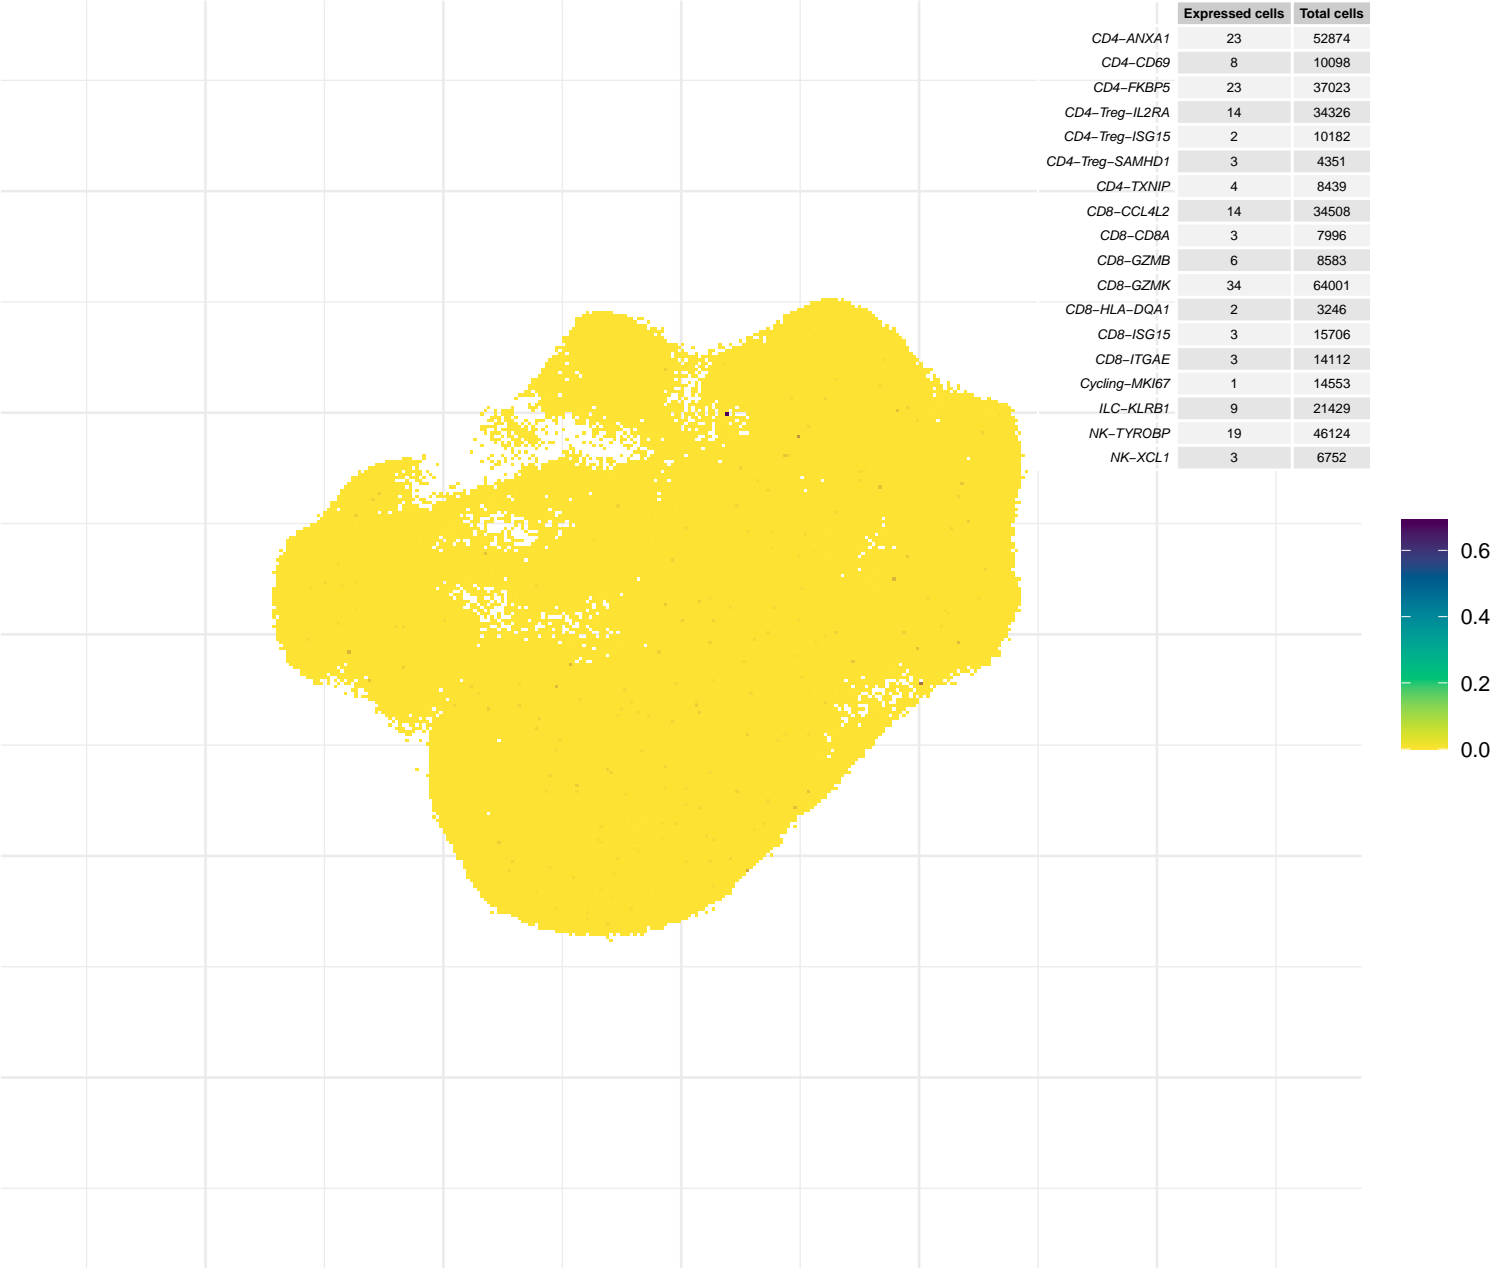 Expressed cells Total cells
CD4−ANXA1 23 52874
CD4−CD69 8 10098
CD4−FKBP5 23 37023
CD4−Treg−IL2RA 14 34326
CD4−Treg−ISG15 2 10182
CD4−Treg−SAMHD1 3 4351
CD4−TXNIP 4 8439
CD8−CCL4L2 14 34508
CD8−CD8A 3 7996
CD8−GZMB 6 8583
CD8−GZMK 34 64001
CD8−HLA−DQA1 2 3246
CD8−ISG15 3 15706
CD8−ITGAE 3 14112
Cycling−MKI67 1 14553
ILC−KLRB1 9 21429
NK−TYROBP 19 46124
NK−XCL1 3 6752
0.6
0.4
0.2
0.0